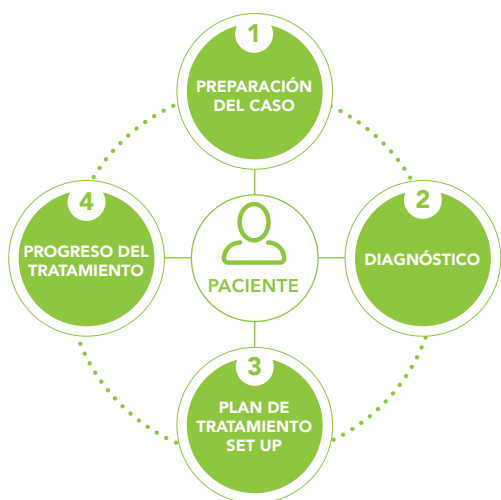 1
PREPARACIÓN
DEL CASO
2
DIAGNÓSTICO
3
PLAN DE
TRATAMIENTO
SET UP
4
PROGRESO DEL
TRATAMIENTO
PACIENTE